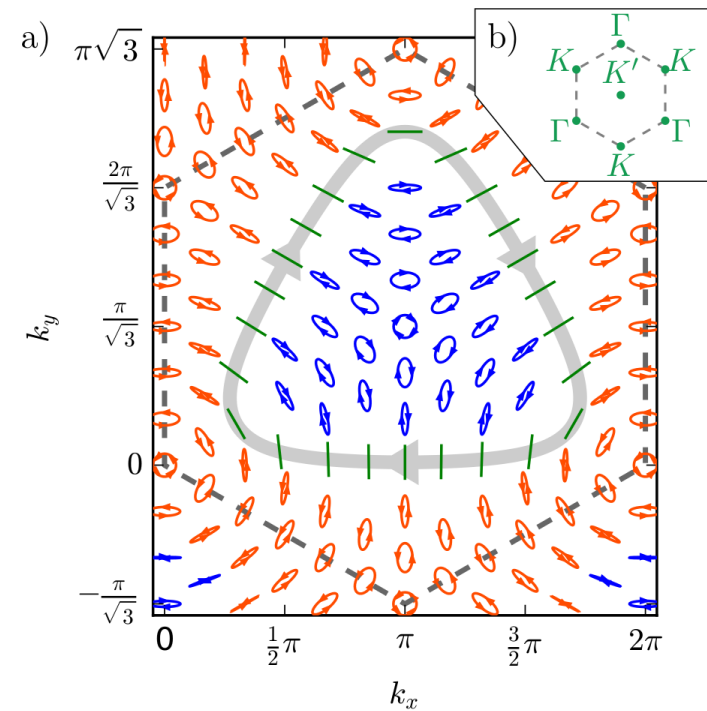 a)
b)
Γ
K K
K′
Γ Γ
K
π√3
2π/√3
π/√3
0
−π/√3
k_y
0 1/2π π 3/2π 2π
k_x